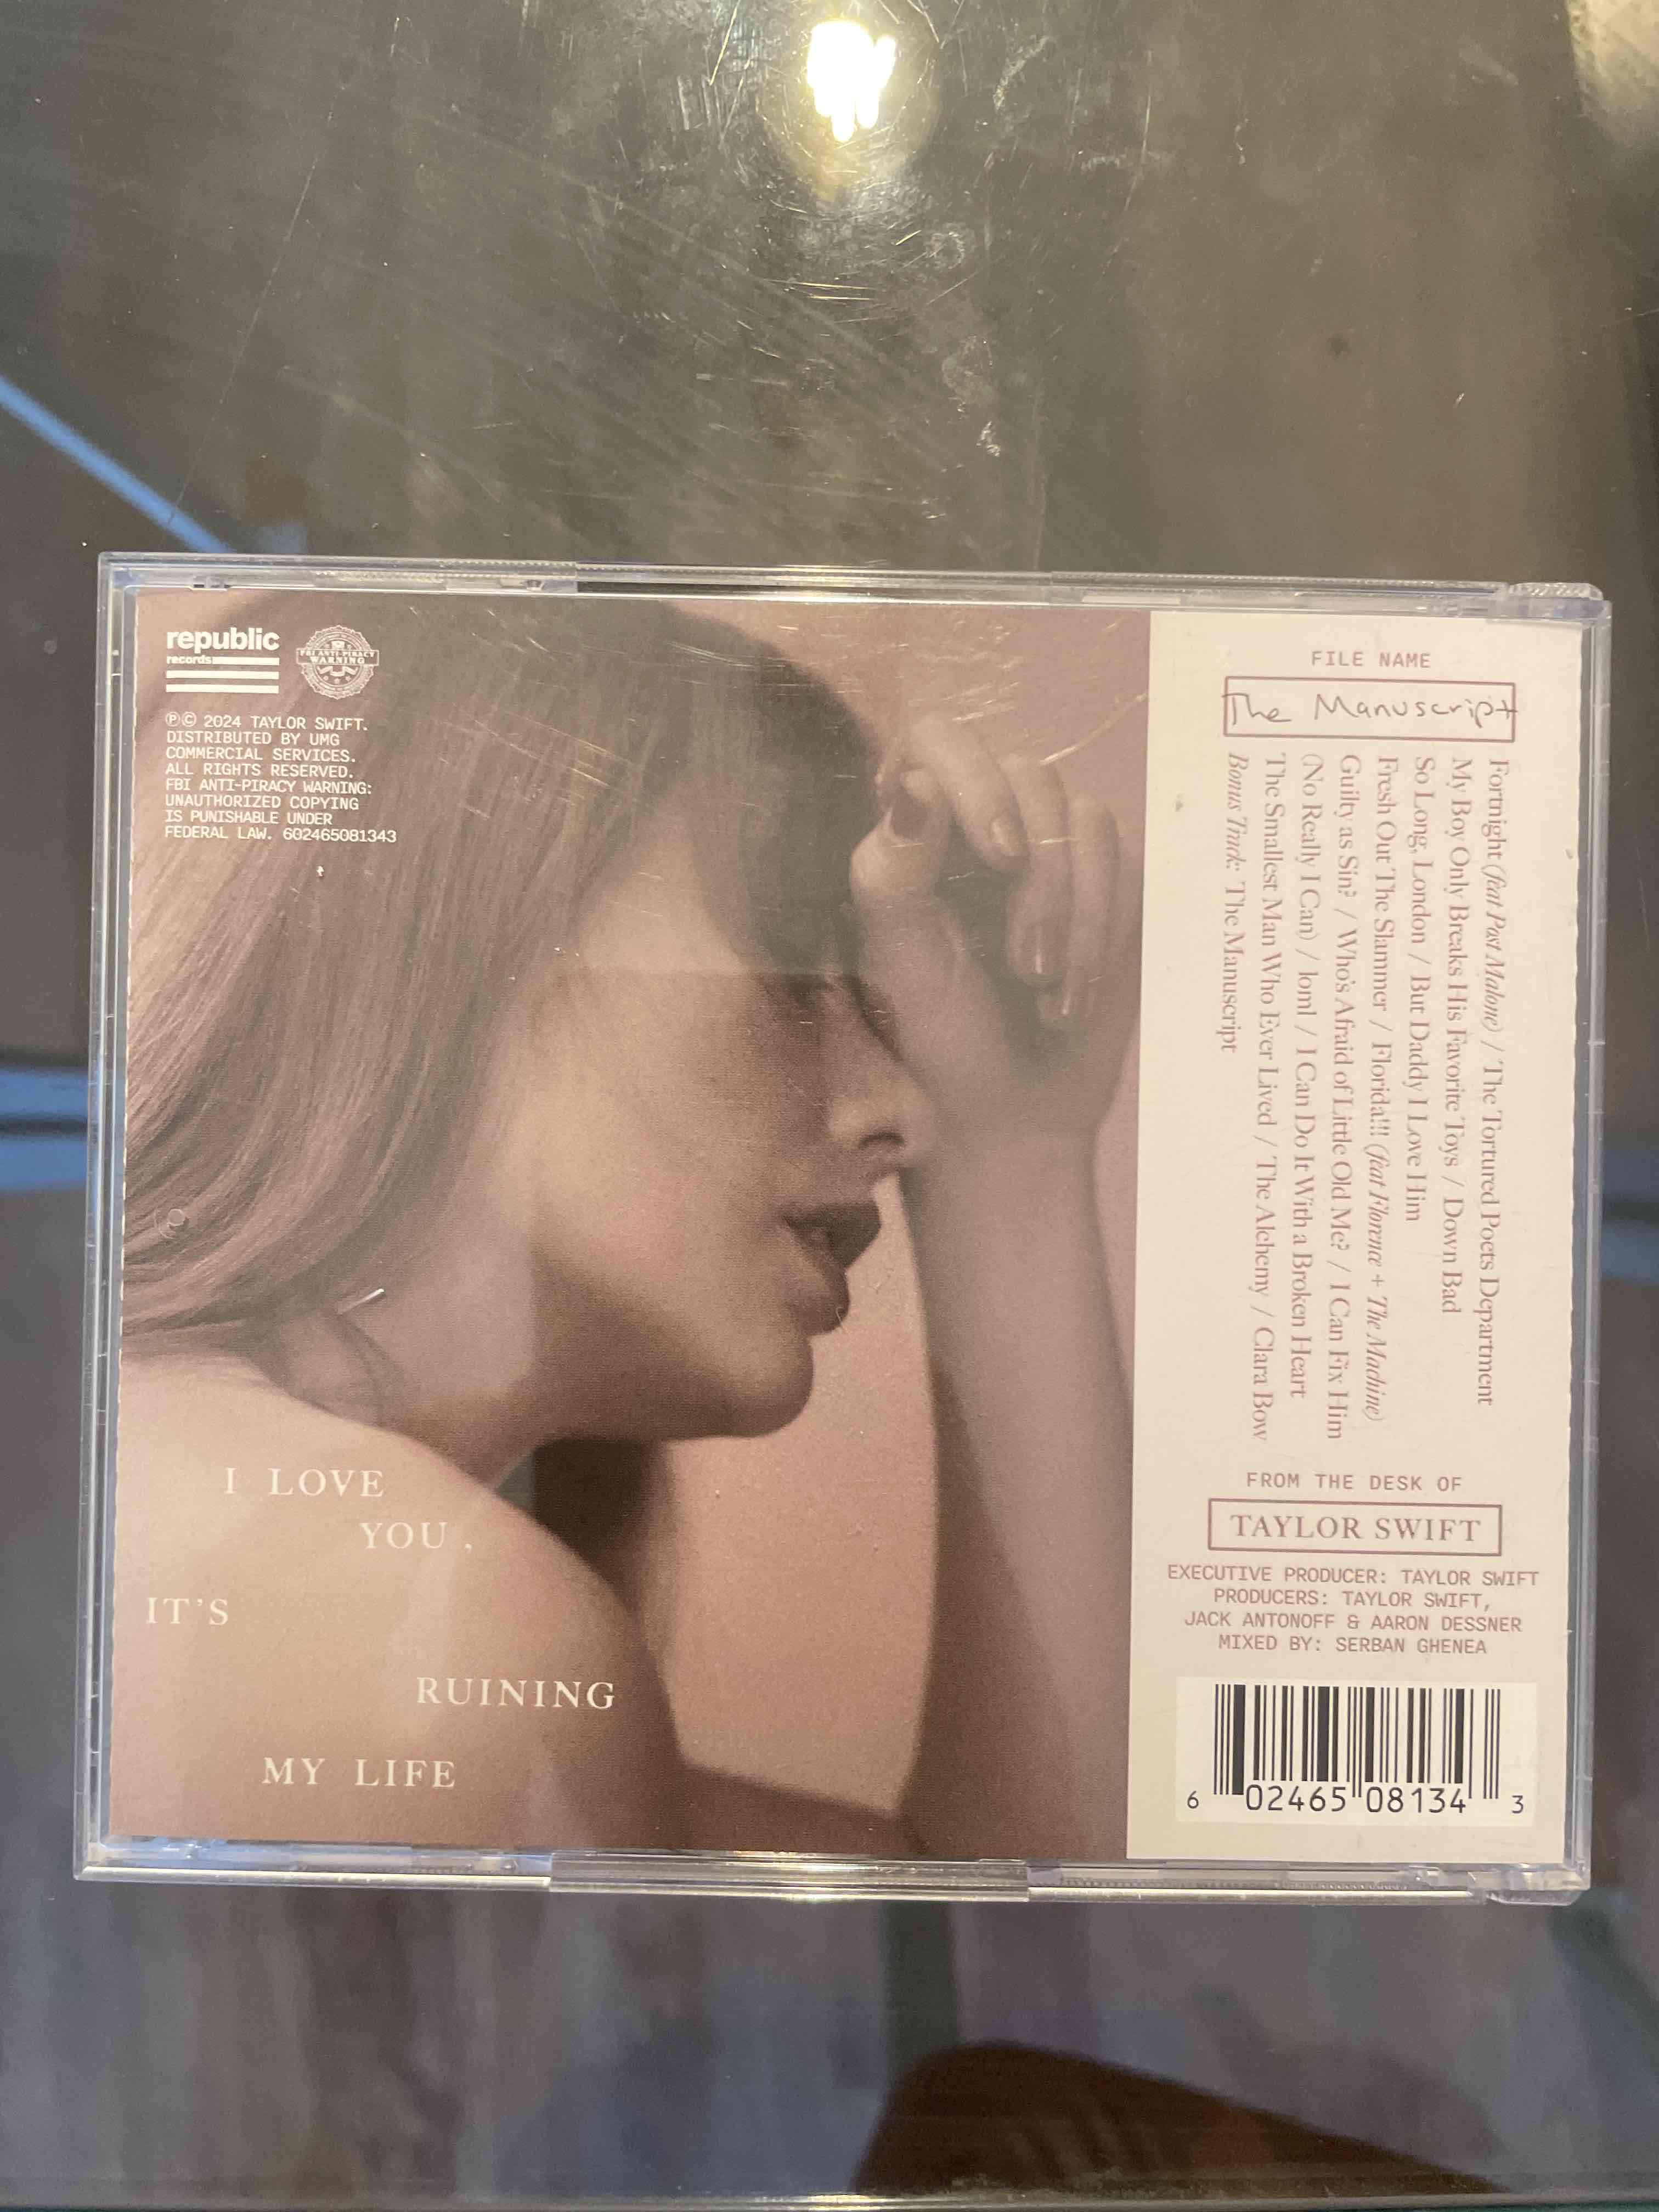 republic
records
FBI ANTI-PIRACY
WARNING
℗© 2024 TAYLOR SWIFT.
DISTRIBUTED BY UMG
COMMERCIAL SERVICES.
ALL RIGHTS RESERVED.
FBI ANTI-PIRACY WARNING:
UNAUTHORIZED COPYING
IS PUNISHABLE UNDER
FEDERAL LAW. 602465081343
I LOVE
YOU,
IT'S
RUINING
MY LIFE
FILE NAME
The Manuscript
Fortnight (feat Post Malone) / The Tortured Poets Department
My Boy Only Breaks His Favorite Toys / Down Bad
So Long, London / But Daddy I Love Him
Fresh Out The Slammer / Florida!!! (feat Florence + The Machine)
Guilty as Sin? / Who's Afraid of Little Old Me? / I Can Fix Him
(No Really I Can) / loml / I Can Do It With a Broken Heart
The Smallest Man Who Ever Lived / The Alchemy / Clara Bow
Bonus Track: The Manuscript
FROM THE DESK OF
TAYLOR SWIFT
EXECUTIVE PRODUCER: TAYLOR SWIFT
PRODUCERS: TAYLOR SWIFT,
JACK ANTONOFF & AARON DESSNER
MIXED BY: SERBAN GHENEA
6 02465 08134 3